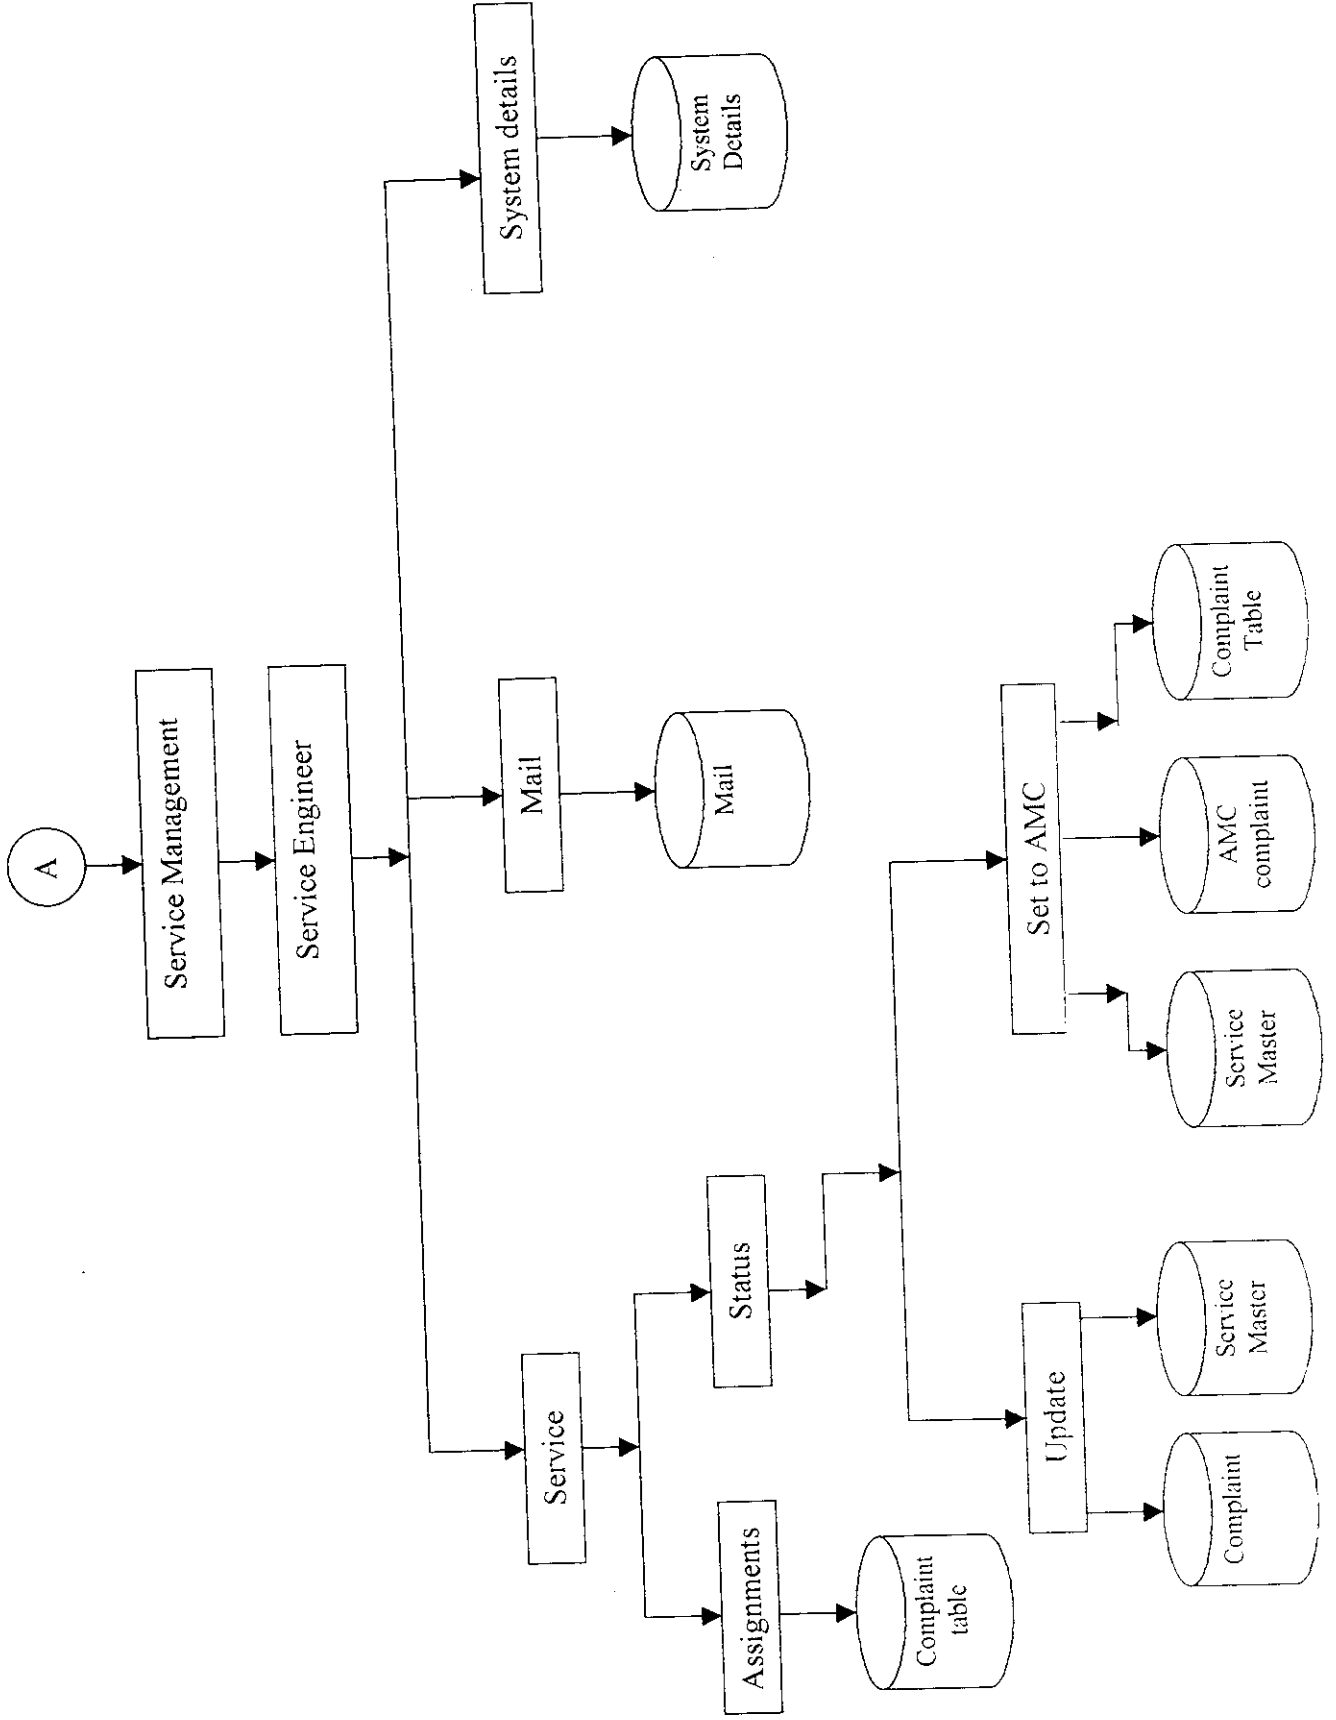 A
Service Management
Service Engineer
Service
Mail
System details
Mail
System
Details
Assignments
Status
Complaint
table
Update
Set to AMC
Complaint
Service
Master
Service
Master
AMC
complaint
Complaint
Table